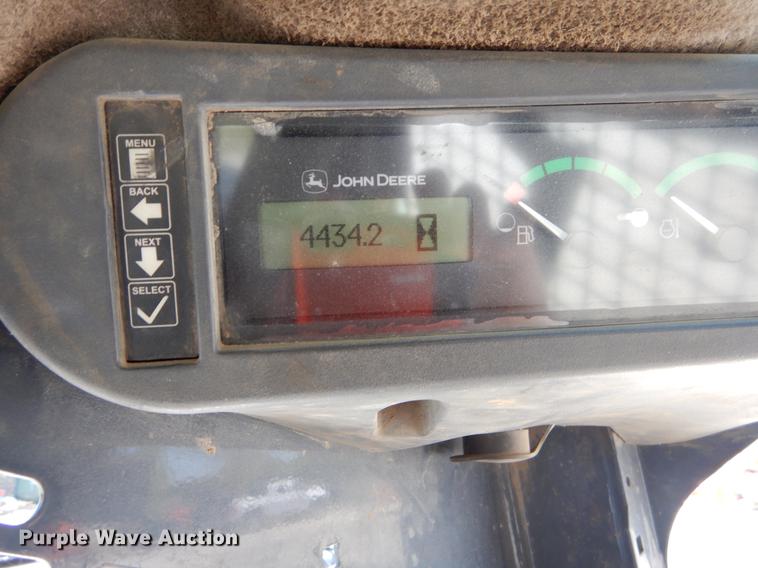 MENU
BACK
NEXT
SELECT
JOHN DEERE
4434.2
Purple Wave Auction